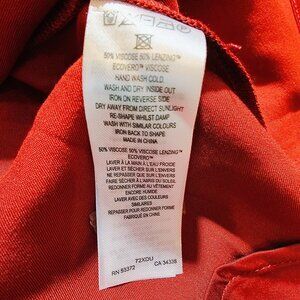 50% VISCOSE 50% LENZING™
ECOVERO™ VISCOSE
HAND WASH COLD
WASH AND DRY INSIDE OUT
IRON ON REVERSE SIDE
DRY AWAY FROM DIRECT SUNLIGHT
RE-SHAPE WHILST DAMP
WASH WITH SIMILAR COLOURS
IRON BACK TO SHAPE
MADE IN CHINA
50% VISCOSE 50% VISCOSE LENZING™
ECOVERO™
LAVER À LA MAIN À L'EAU FROIDE
LAVER ET SÉCHER À L'ENVERS
NE REPASSER QUE SUR L'ENVERS
FAIRE SÉCHER À L'ABRIS DU SOLEIL
REDONNER FORME AU VÊTEMENT
ENCORE HUMIDE
LAVER AVEC DES COULEURS
SIMILAIRES
REPASSER POUR REDONNER FORME
FABRIQUÉ EN CHINE
72XDU
RN 93372 CA 34338